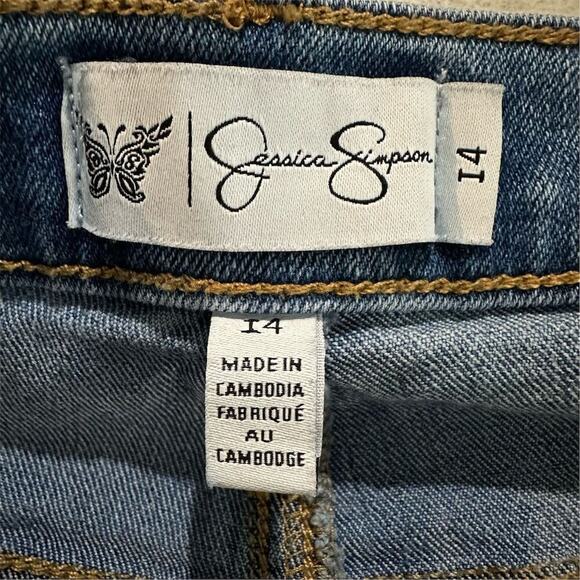 Jessica Simpson
14
14
MADE IN
CAMBODIA
FABRIQUÉ
AU
CAMBODGE